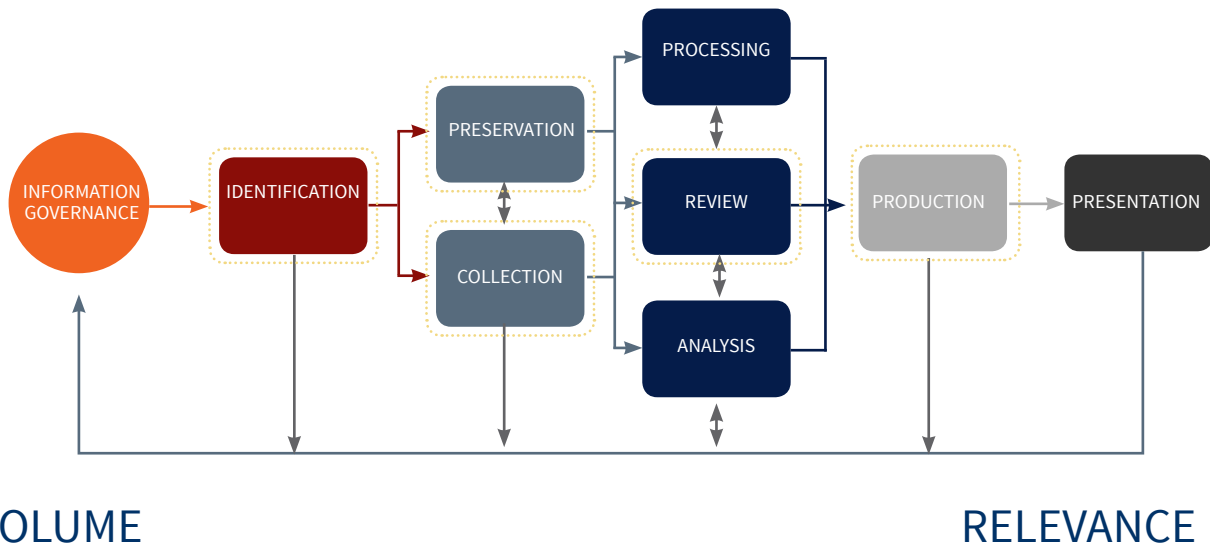 PROCESSING
PRESERVATION
INFORMATION
GOVERNANCE
IDENTIFICATION
REVIEW
PRODUCTION
PRESENTATION
COLLECTION
ANALYSIS
OLUME
RELEVANCE